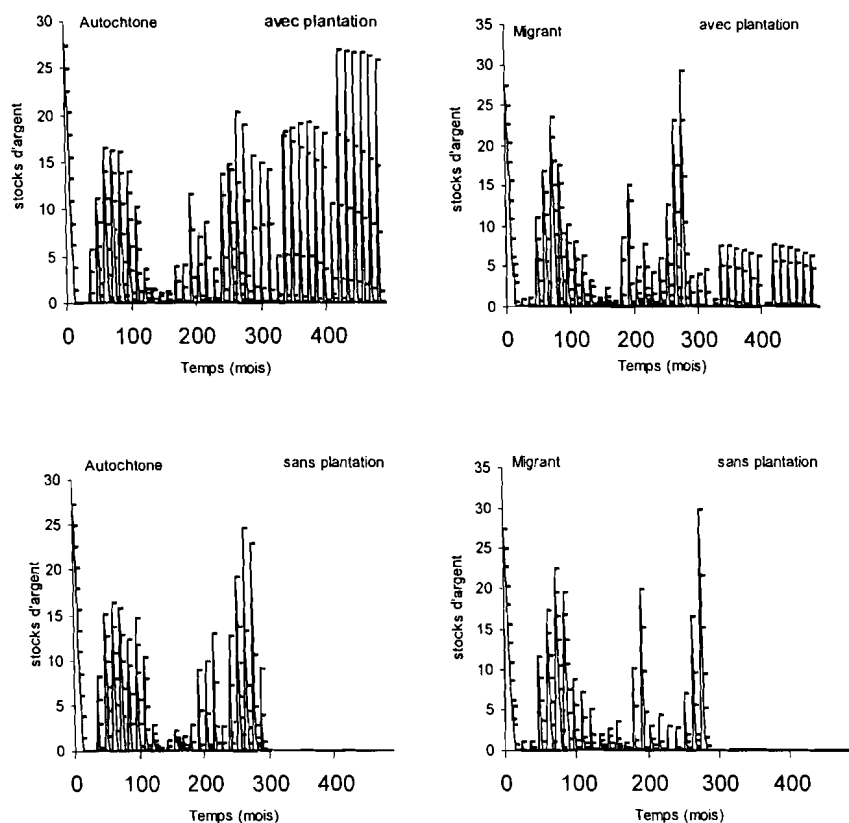 Autochtone avec plantation
30
25
20
15
10
5
0
stocks d'argent
0 100 200 300 400
Temps (mois)
Migrant avec plantation
35
30
25
20
15
10
5
0
stocks d'argent
0 100 200 300 400
Temps (mois)
Autochtone sans plantation
30
25
20
15
10
5
0
stocks d'argent
0 100 200 300 400
Temps (mois)
Migrant sans plantation
35
30
25
20
15
10
5
0
stocks d'argent
0 100 200 300 400
Temps (mois)